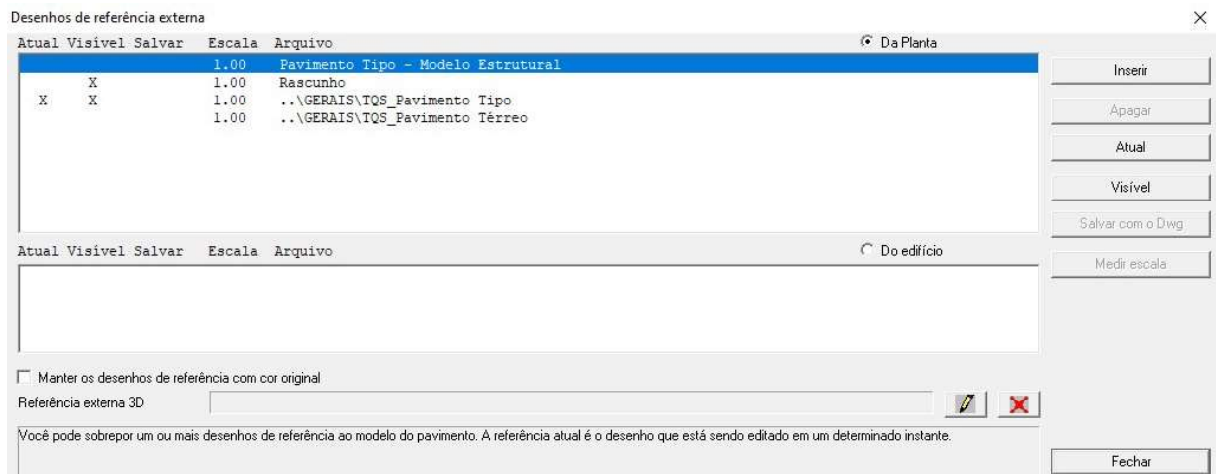 Desenhos de referência externa
Atual Visível Salvar Escala Arquivo Da Planta
1.00 Pavimento Tipo - Modelo Estrutural
X 1.00 Rascunho
X X 1.00 ..\GERAIS\TQS_Pavimento Tipo
1.00 ..\GERAIS\TQS_Pavimento Térreo
Inserir
Apagar
Atual
Visível
Salvar com o Dwg
Medir escala
Atual Visível Salvar Escala Arquivo Do edifício
Manter os desenhos de referência com cor original
Referência externa 3D
Você pode sobrepor um ou mais desenhos de referência ao modelo do pavimento. A referência atual é o desenho que está sendo editado em um determinado instante.
Fechar